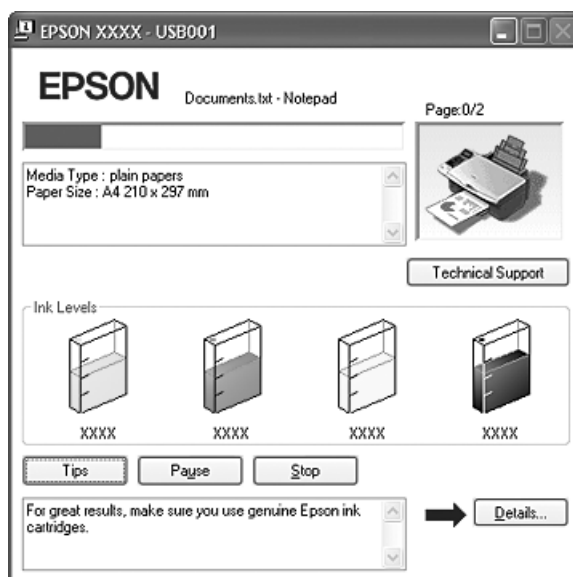 EPSON XXXX - USB001
EPSON
Documents.txt - Notepad
Page:0/2
Media Type : plain papers
Paper Size : A4 210 x 297 mm
Technical Support
Ink Levels
XXXX
XXXX
XXXX
XXXX
Tips
Pause
Stop
For great results, make sure you use genuine Epson ink
cartridges.
Details...